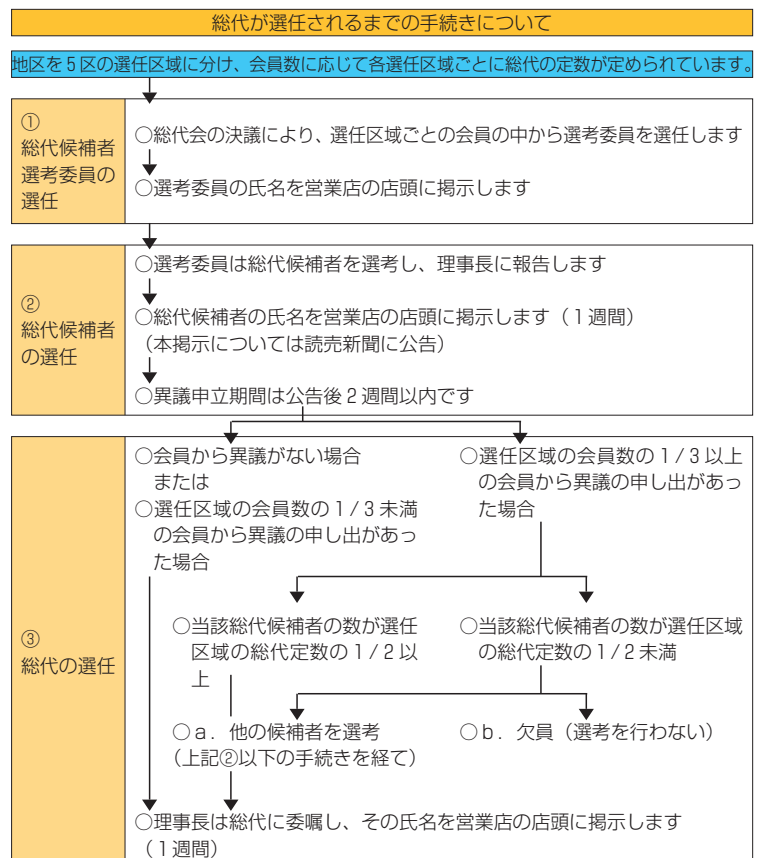 総代が選任されるまでの手続きについて
地区を5区の選任区域に分け、会員数に応じて各選任区域ごとに総代の定数が定められています。
①
総代候補者
選考委員の
選任
○総代会の決議により、選任区域ごとの会員の中から選考委員を選任します
○選考委員の氏名を営業店の店頭に掲示します
②
総代候補者
の選任
○選考委員は総代候補者を選考し、理事長に報告します
○総代候補者の氏名を営業店の店頭に掲示します（1週間）
（本掲示については読売新聞に公告）
○異議申立期間は公告後2週間以内です
③
総代の選任
○会員から異議がない場合
または
○選任区域の会員数の1/3未満
の会員から異議の申し出があっ
た場合
○選任区域の会員数の1/3以上
の会員から異議の申し出があっ
た場合
○当該総代候補者の数が選任
区域の総代定数の1/2以
上
○当該総代候補者の数が選任区域
の総代定数の1/2未満
○a．他の候補者を選考
（上記②以下の手続きを経て）
○b．欠員（選考を行わない）
○理事長は総代に委嘱し、その氏名を営業店の店頭に掲示します
（1週間）